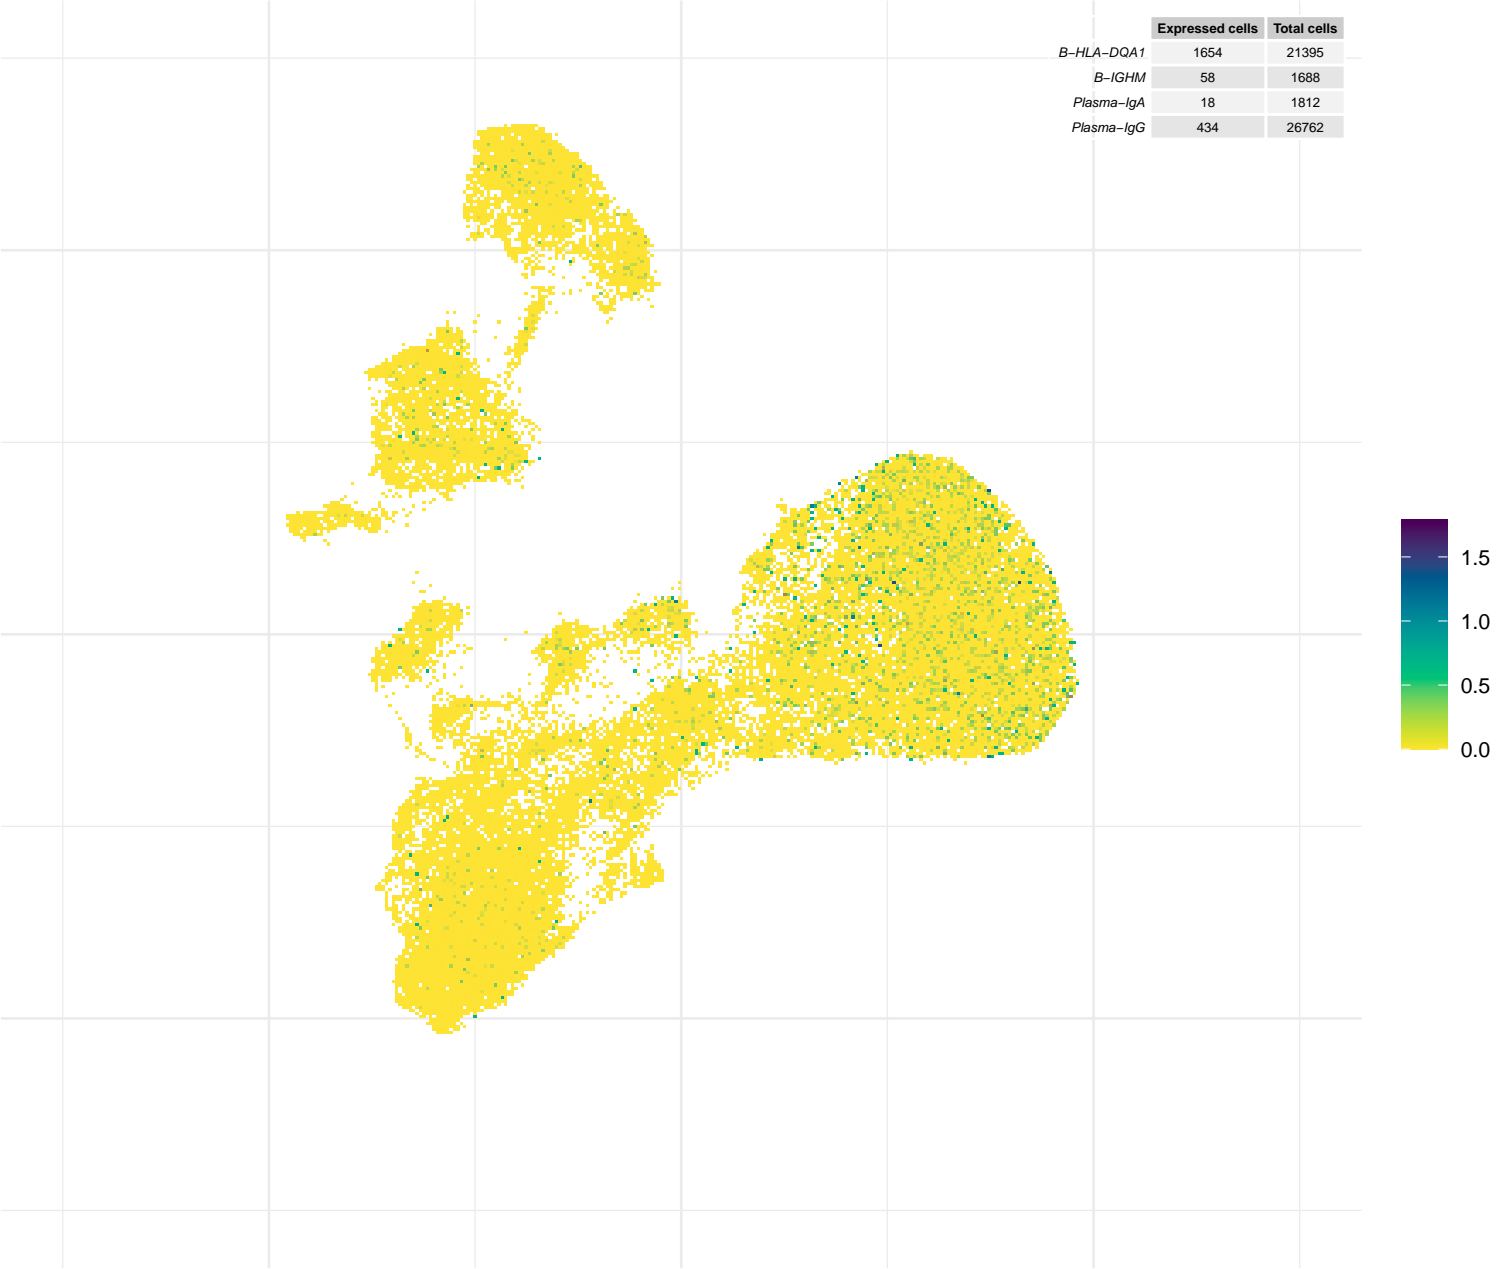 Expressed cells Total cells
B−HLA−DQA1 1654 21395
B−IGHM 58 1688
Plasma−IgA 18 1812
Plasma−IgG 434 26762
1.5
1.0
0.5
0.0